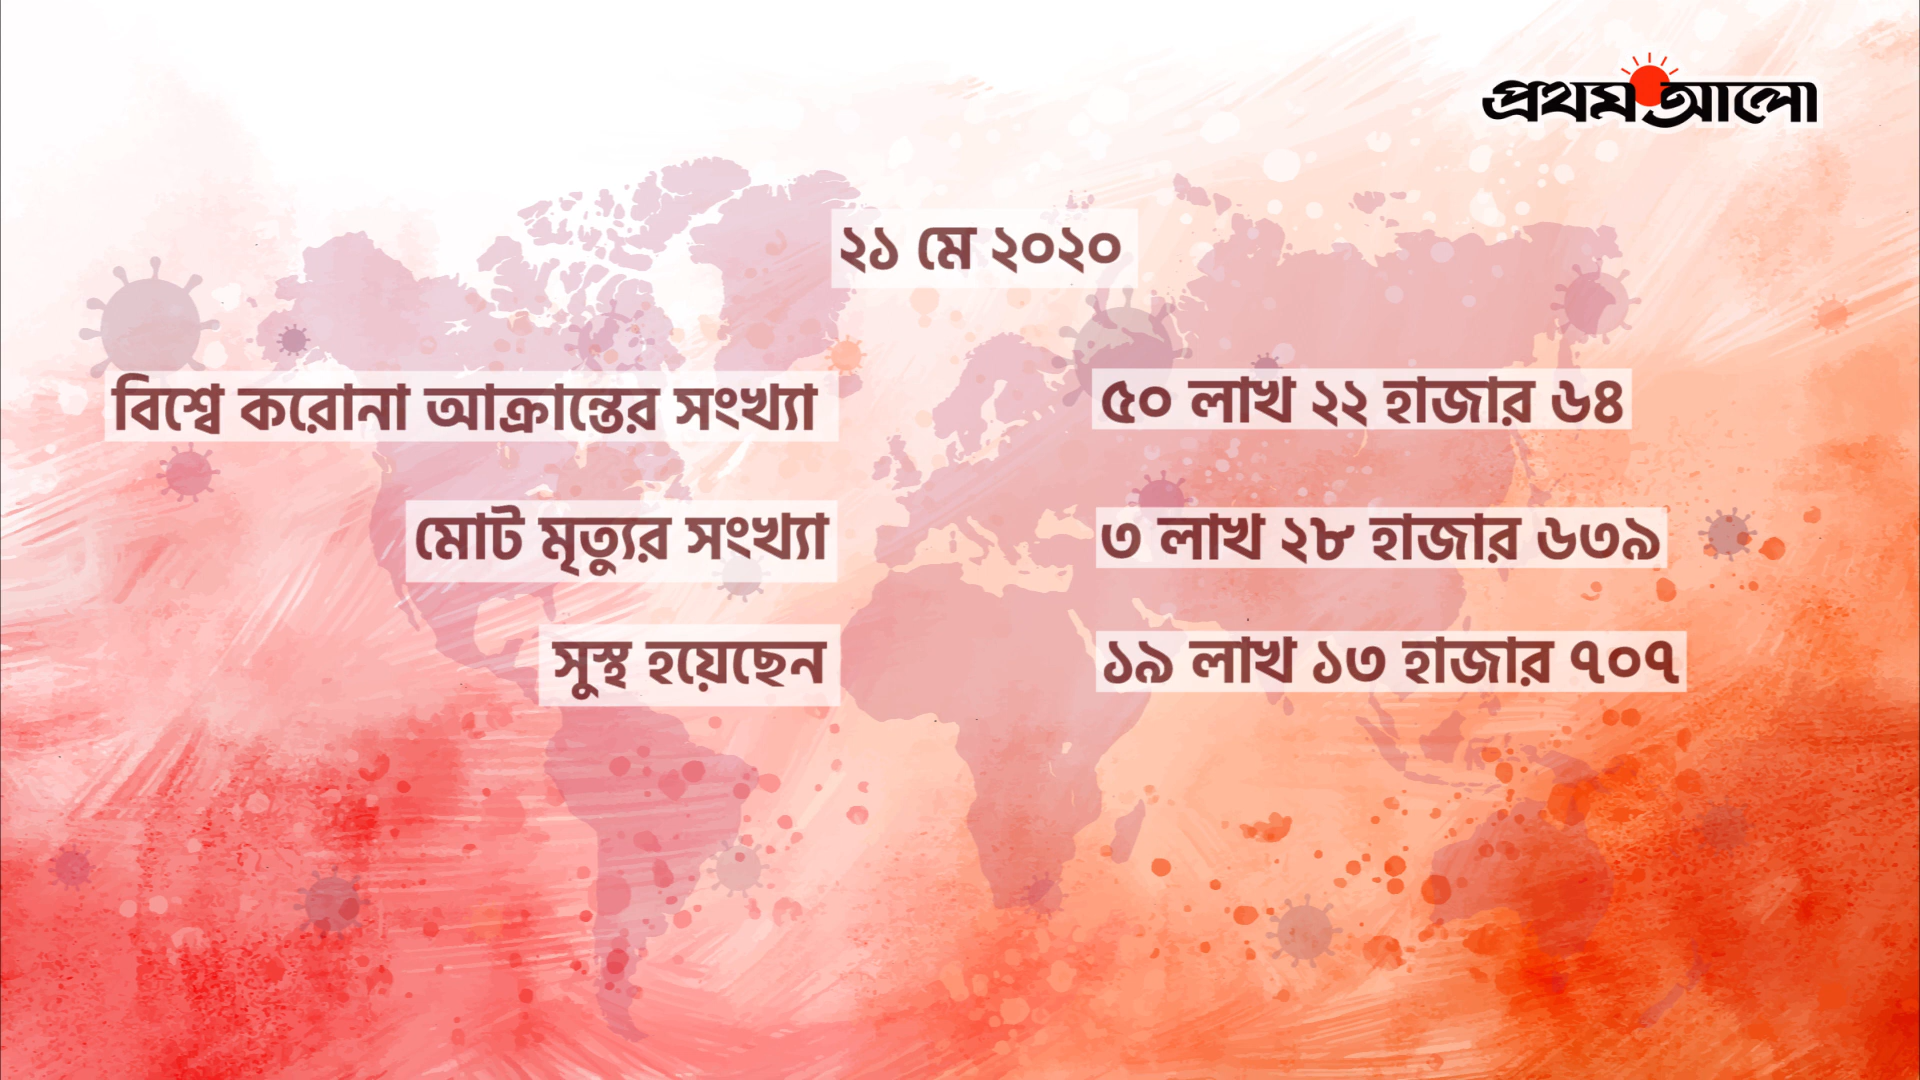 প্রথম আলো
২১ মে ২০২০
বিশ্বে করোনা আক্রান্তের সংখ্যা ৫০ লাখ ২২ হাজার ৬৪
মোট মৃত্যুর সংখ্যা ৩ লাখ ২৮ হাজার ৬৩৯
সুস্থ হয়েছেন ১৯ লাখ ১৩ হাজার ৭০৭